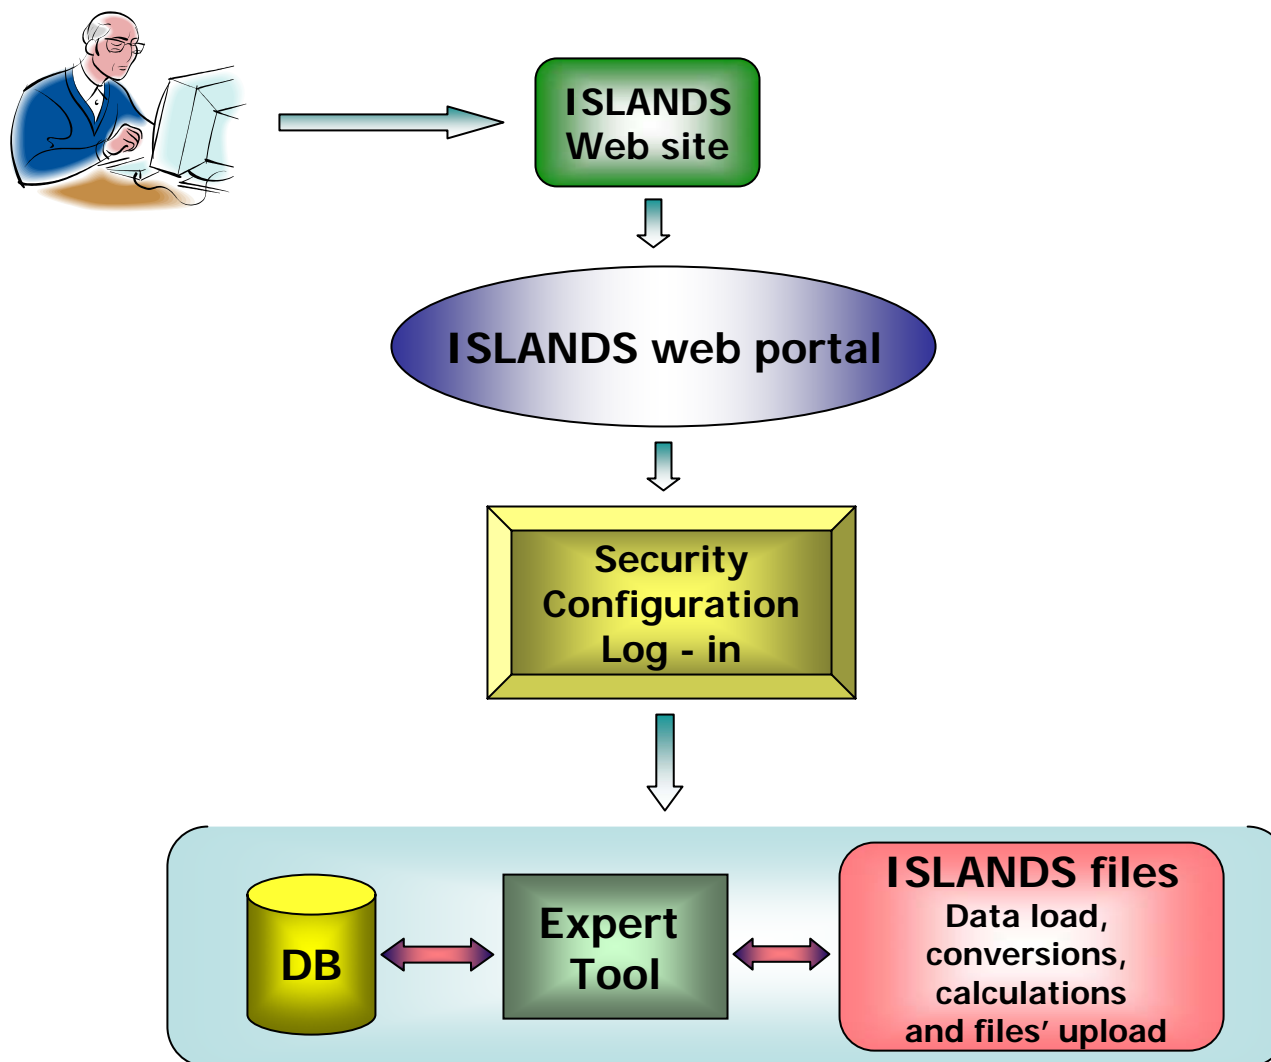 ISLANDS
Web site
ISLANDS web portal
Security
Configuration
Log - in
DB
Expert
Tool
ISLANDS files
Data load,
conversions,
calculations
and files’ upload